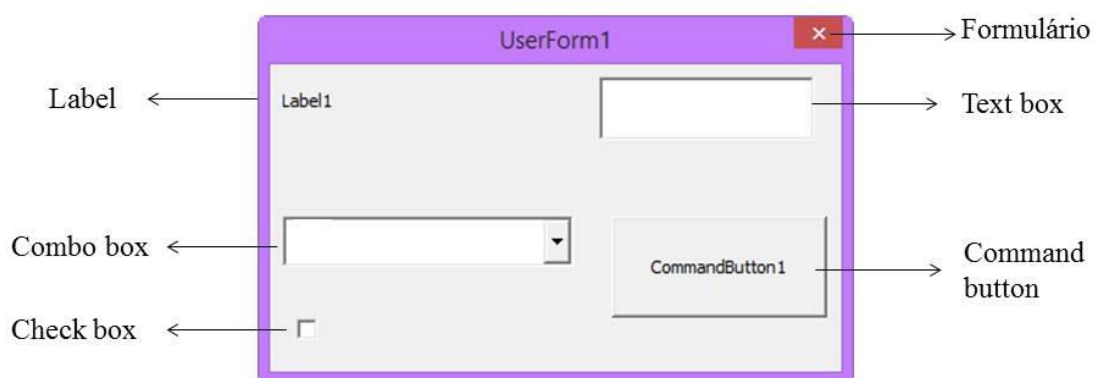 UserForm1
Formulário
Label
Label1
Text box
Combo box
CommandButton1
Command
button
Check box